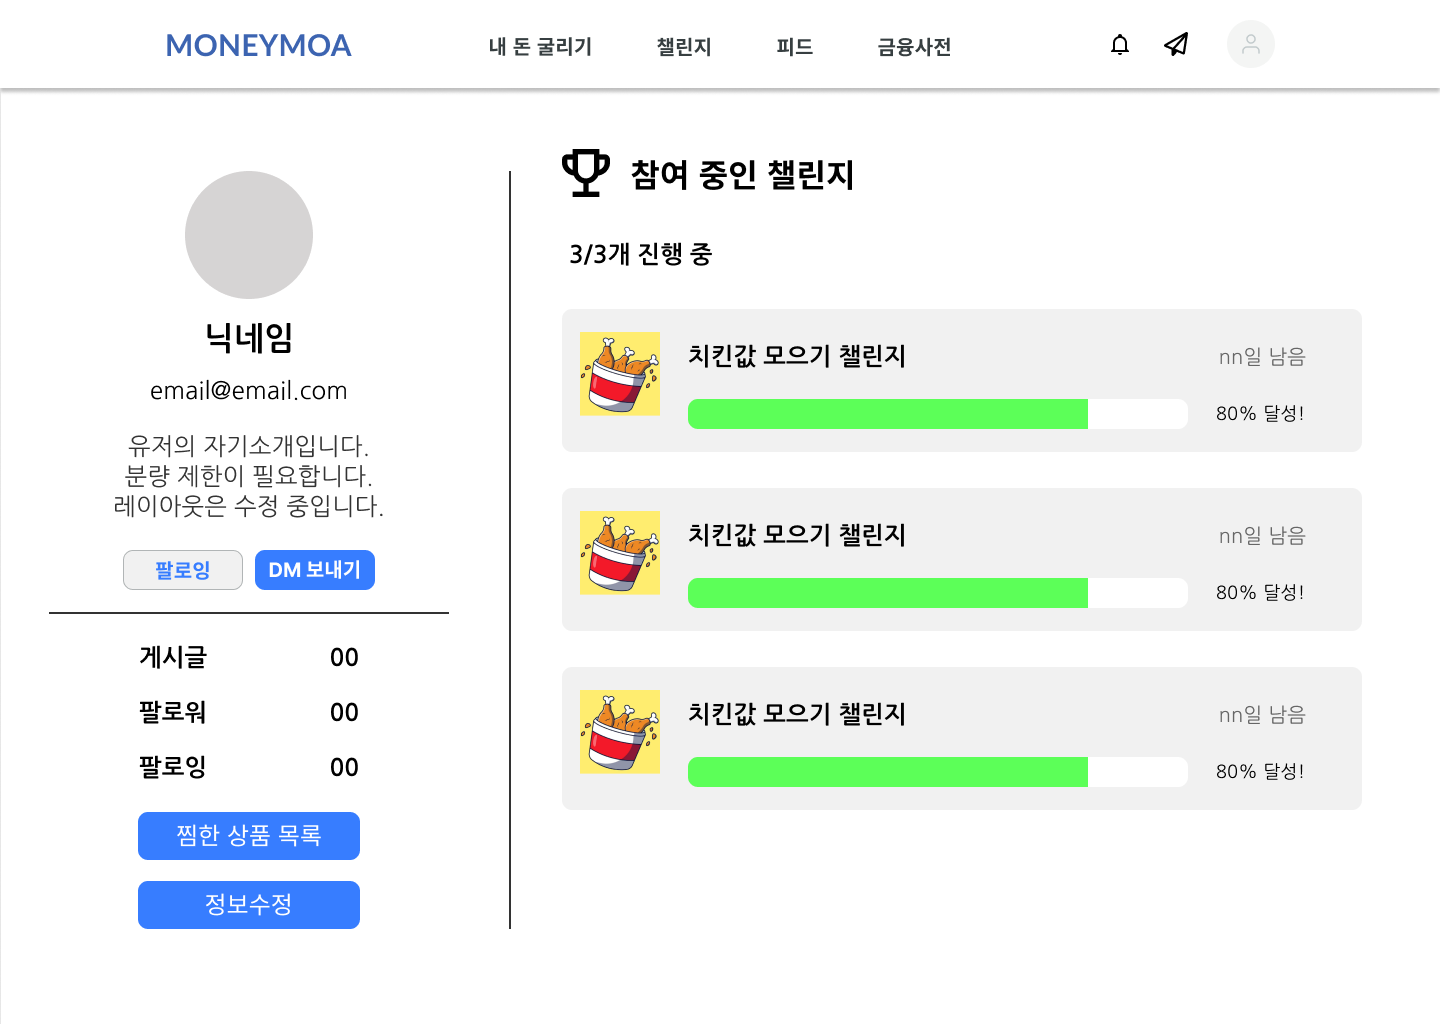 MONEYMOA
내 돈 굴리기
챌린지
피드
금융사전
닉네임
email@email.com
유저의 자기소개입니다.
분량 제한이 필요합니다.
레이아웃은 수정 중입니다.
팔로잉
DM 보내기
게시글 00
팔로워 00
팔로잉 00
찜한 상품 목록
정보수정
참여 중인 챌린지
3/3개 진행 중
치킨값 모으기 챌린지
nn일 남음
80% 달성!
치킨값 모으기 챌린지
nn일 남음
80% 달성!
치킨값 모으기 챌린지
nn일 남음
80% 달성!